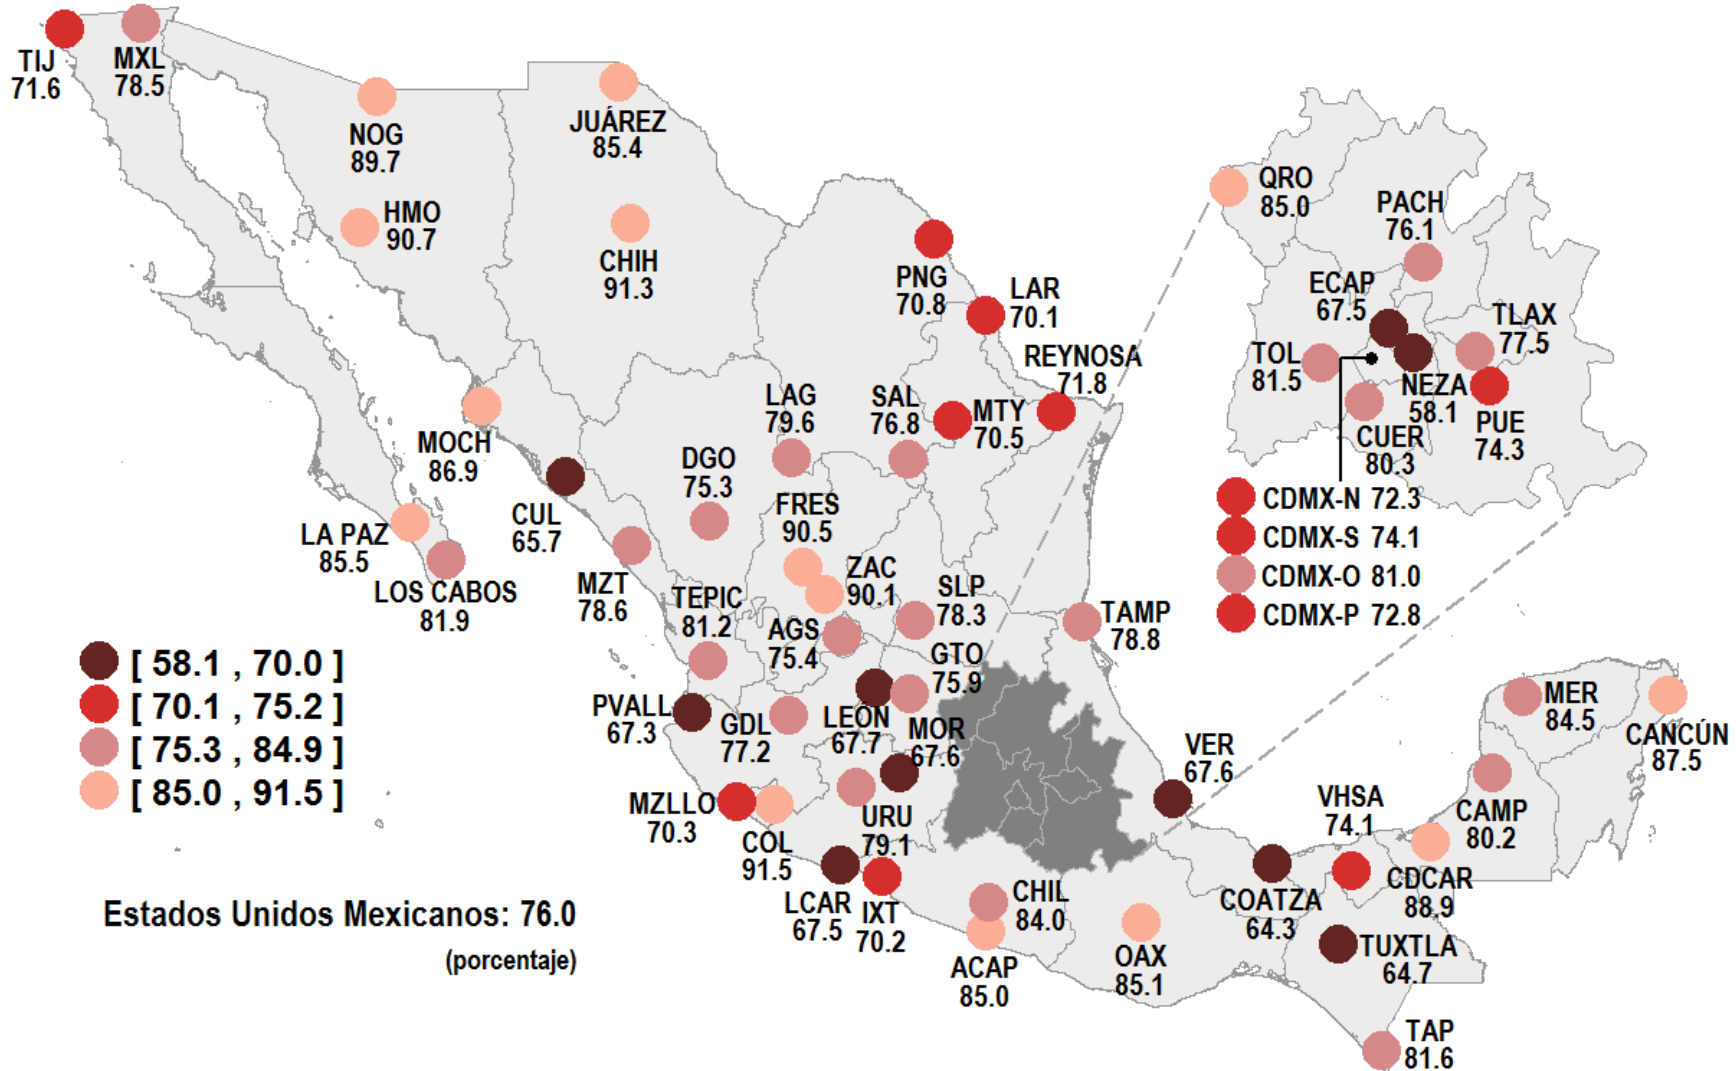 TIJ
71.6
MXL
78.5
NOG
89.7
JUÁREZ
85.4
HMO
90.7
CHIH
91.3
PNG
70.8
LAR
70.1
REYNOSA
71.8
LAG
79.6
SAL
76.8
MTY
70.5
MOCH
86.9
DGO
75.3
CUL
65.7
FRES
90.5
LA PAZ
85.5
LOS CABOS
81.9
MZT
78.6
TEPIC
81.2
ZAC
90.1
SLP
78.3
AGS
75.4
GTO
75.9
TAMP
78.8
PVALL
67.3
GDL
77.2
LEÓN
67.7
MOR
67.6
VER
67.6
MZLLO
70.3
COL
91.5
URU
79.1
LCAR
67.5
IXT
70.2
CHIL
84.0
ACAP
85.0
OAX
85.1
COATZA
64.3
VHSA
74.1
TUXTLA
64.7
TAP
81.6
CDCAR
88.9
CAMP
80.2
MER
84.5
CANCÚN
87.5
QRO
85.0
PACH
76.1
ECAP
67.5
TLAX
77.5
TOL
81.5
NEZA
58.1
PUE
74.3
CUER
80.3
CDMX-N 72.3
CDMX-S 74.1
CDMX-O 81.0
CDMX-P 72.8
[ 58.1 , 70.0 ]
[ 70.1 , 75.2 ]
[ 75.3 , 84.9 ]
[ 85.0 , 91.5 ]
Estados Unidos Mexicanos: 76.0
(porcentaje)